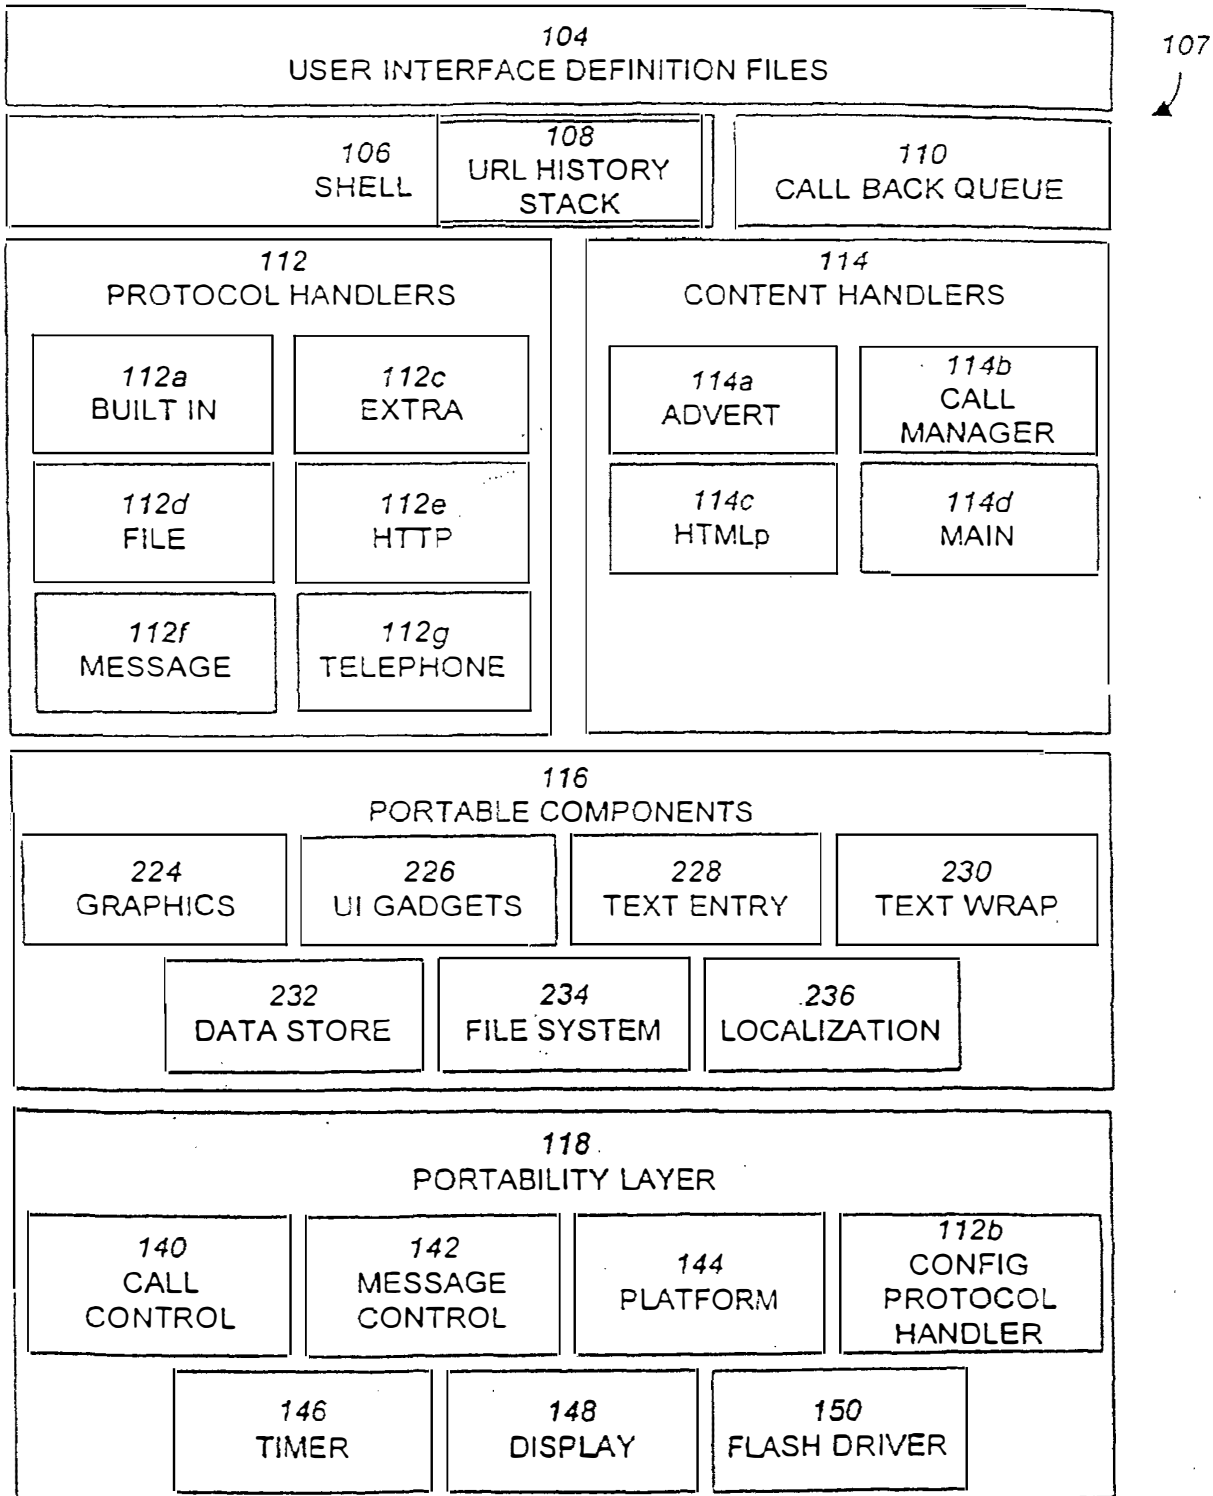 104
USER INTERFACE DEFINITION FILES
107
106
SHELL
108
URL HISTORY
STACK
110
CALL BACK QUEUE
112
PROTOCOL HANDLERS
112a
BUILT IN
112c
EXTRA
112d
FILE
112e
HTTP
112f
MESSAGE
112g
TELEPHONE
114
CONTENT HANDLERS
114a
ADVERT
114b
CALL
MANAGER
114c
HTMLp
114d
MAIN
116
PORTABLE COMPONENTS
224
GRAPHICS
226
UI GADGETS
228
TEXT ENTRY
230
TEXT WRAP
232
DATA STORE
234
FILE SYSTEM
236
LOCALIZATION
118
PORTABILITY LAYER
140
CALL
CONTROL
142
MESSAGE
CONTROL
144
PLATFORM
112b
CONFIG
PROTOCOL
HANDLER
146
TIMER
148
DISPLAY
150
FLASH DRIVER